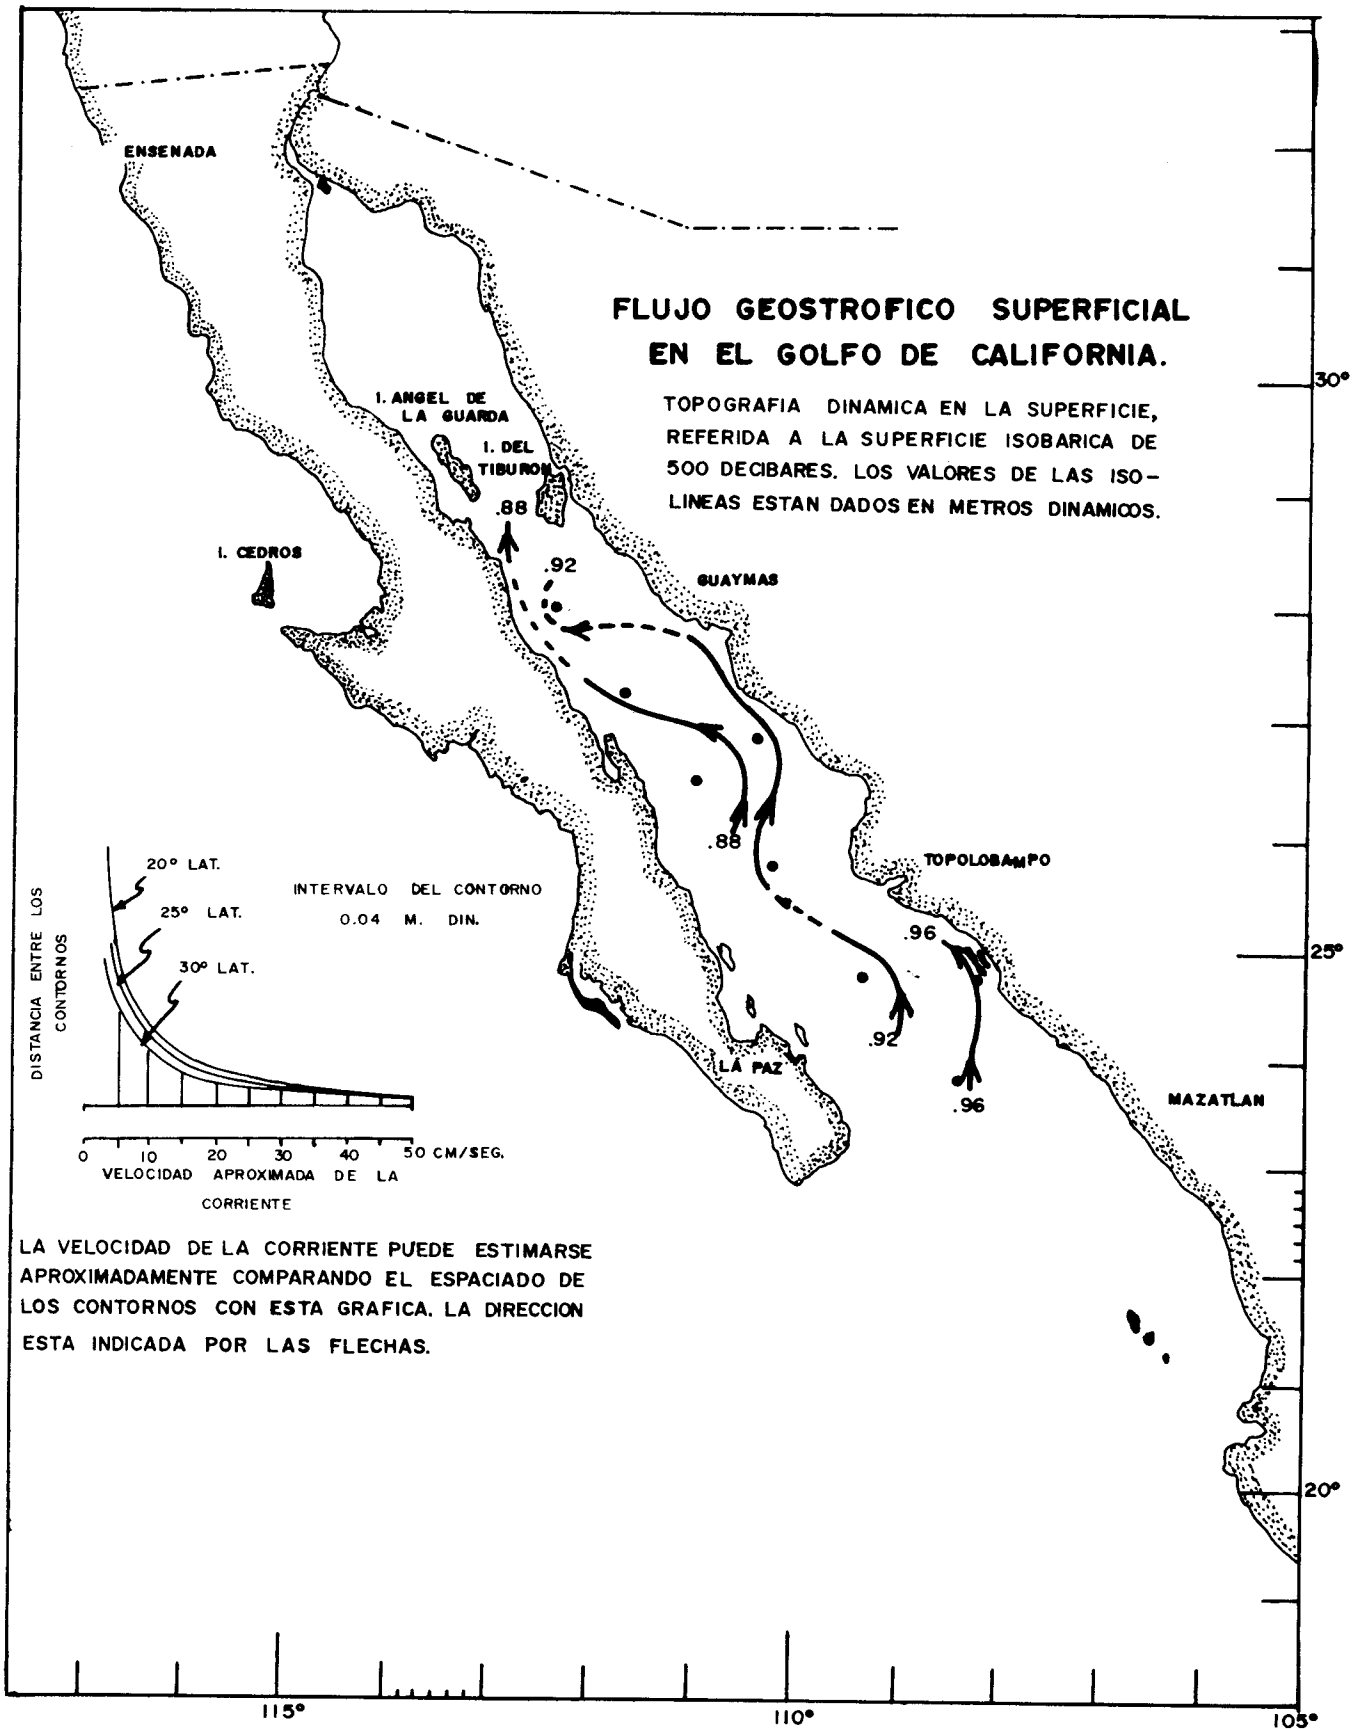 ENSENADA
FLUJO GEOSTROFICO SUPERFICIAL
EN EL GOLFO DE CALIFORNIA.
TOPOGRAFIA DINAMICA EN LA SUPERFICIE,
REFERIDA A LA SUPERFICIE ISOBARICA DE
500 DECIBARES. LOS VALORES DE LAS ISO-
LINEAS ESTAN DADOS EN METROS DINAMICOS.
30°
I. ANGEL DE
LA GUARDA
I. DEL
TIBURON
.88
I. CEDROS
.92
GUAYMAS
.88
TOPOLOBAMPO
.96
25°
.92
LA PAZ
.96
MAZATLAN
20°
INTERVALO DEL CONTORNO
0.04 M. DIN.
20° LAT.
25° LAT.
30° LAT.
DISTANCIA ENTRE LOS
CONTORNOS
0 10 20 30 40 50 CM/SEG.
VELOCIDAD APROXIMADA DE LA
CORRIENTE
LA VELOCIDAD DE LA CORRIENTE PUEDE ESTIMARSE
APROXIMADAMENTE COMPARANDO EL ESPACIADO DE
LOS CONTORNOS CON ESTA GRAFICA. LA DIRECCION
ESTA INDICADA POR LAS FLECHAS.
115° 110° 105°